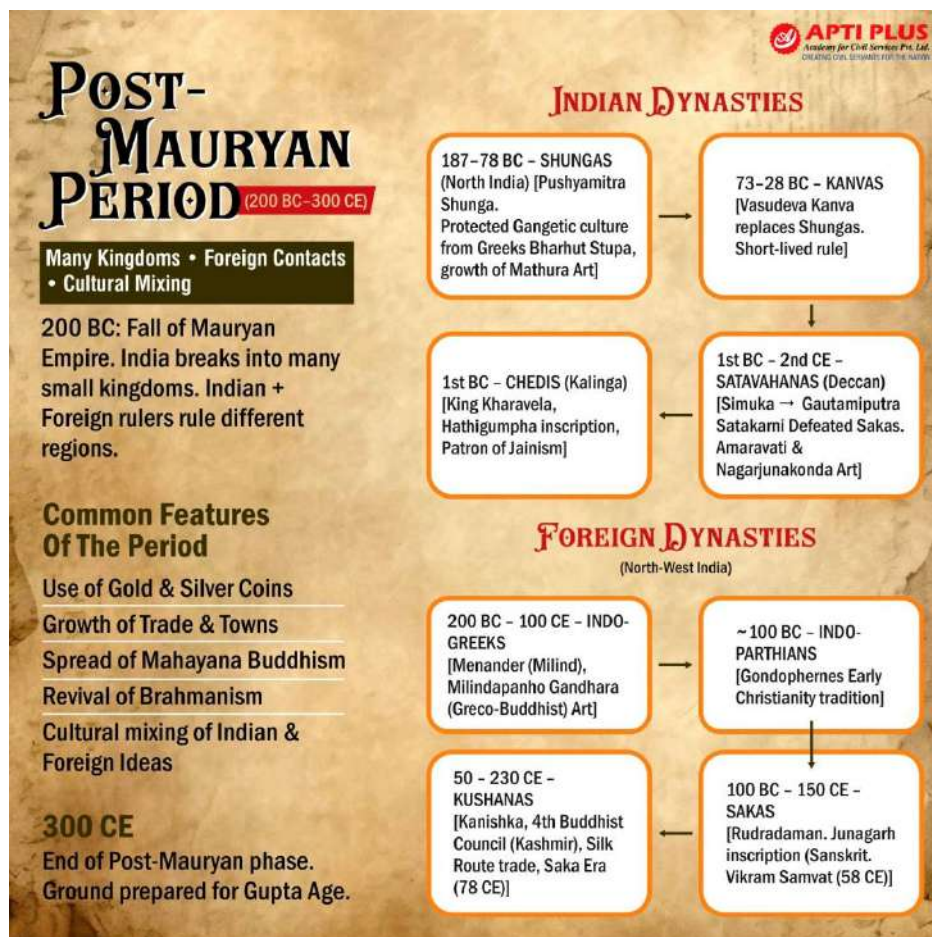 APTI PLUS
Academy for Civil Services Pvt. Ltd.
CREATING CIVIL SERVANTS FOR THE NATION
POST-
MAURYAN
PERIOD (200 BC–300 CE)
Many Kingdoms • Foreign Contacts
• Cultural Mixing
200 BC: Fall of Mauryan
Empire. India breaks into many
small kingdoms. Indian +
Foreign rulers rule different
regions.
Common Features
Of The Period
Use of Gold & Silver Coins
Growth of Trade & Towns
Spread of Mahayana Buddhism
Revival of Brahmanism
Cultural mixing of Indian &
Foreign Ideas
300 CE
End of Post-Mauryan phase.
Ground prepared for Gupta Age.
INDIAN DYNASTIES
187–78 BC – SHUNGAS
(North India) [Pushyamitra
Shunga.
Protected Gangetic culture
from Greeks Bharhut Stupa,
growth of Mathura Art]
73–28 BC – KANVAS
[Vasudeva Kanva
replaces Shungas.
Short-lived rule]
1st BC – 2nd CE –
SATAVAHANAS (Deccan)
[Simuka → Gautamiputra
Satakarni Defeated Sakas.
Amaravati &
Nagarjunakonda Art]
1st BC – CHEDIS (Kalinga)
[King Kharavela,
Hathigumpha inscription,
Patron of Jainism]
FOREIGN DYNASTIES
(North-West India)
200 BC – 100 CE – INDO-
GREEKS
[Menander (Milind),
Milindapanho Gandhara
(Greco-Buddhist) Art]
~100 BC – INDO-
PARTHIANS
[Gondophernes Early
Christianity tradition]
100 BC – 150 CE –
SAKAS
[Rudradaman. Junagarh
inscription (Sanskrit.
Vikram Samvat (58 CE)]
50 – 230 CE –
KUSHANAS
[Kanishka, 4th Buddhist
Council (Kashmir), Silk
Route trade, Saka Era
(78 CE)]